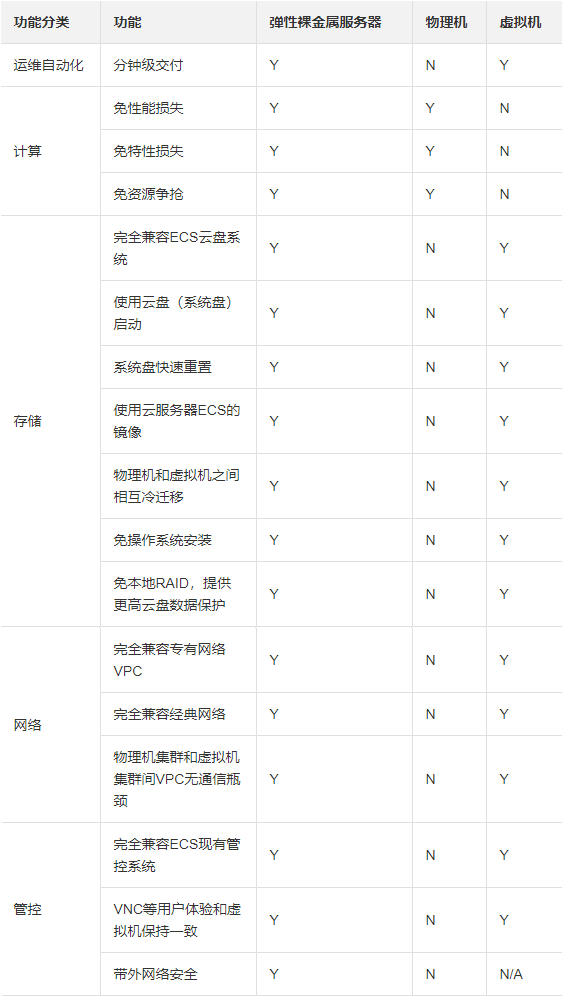 功能分类 功能 弹性裸金属服务器 物理机 虚拟机
运维自动化 分钟级交付 Y N Y
计算 免性能损失 Y Y N
免特性损失 Y Y N
免资源争抢 Y Y N
存储 完全兼容ECS云盘系
统 Y N Y
使用云盘（系统盘）
启动 Y N Y
系统盘快速重置 Y N Y
使用云服务器ECS的
镜像 Y N Y
物理机和虚拟机之间
相互冷迁移 Y N Y
免操作系统安装 Y N Y
免本地RAID，提供
更高云盘数据保护 Y N Y
网络 完全兼容专有网络
VPC Y N Y
完全兼容经典网络 Y N Y
物理机集群和虚拟机
集群间VPC无通信瓶
颈 Y N Y
管控 完全兼容ECS现有管
控系统 Y N Y
VNC等用户体验和虚
拟机保持一致 Y N Y
带外网络安全 Y N N/A